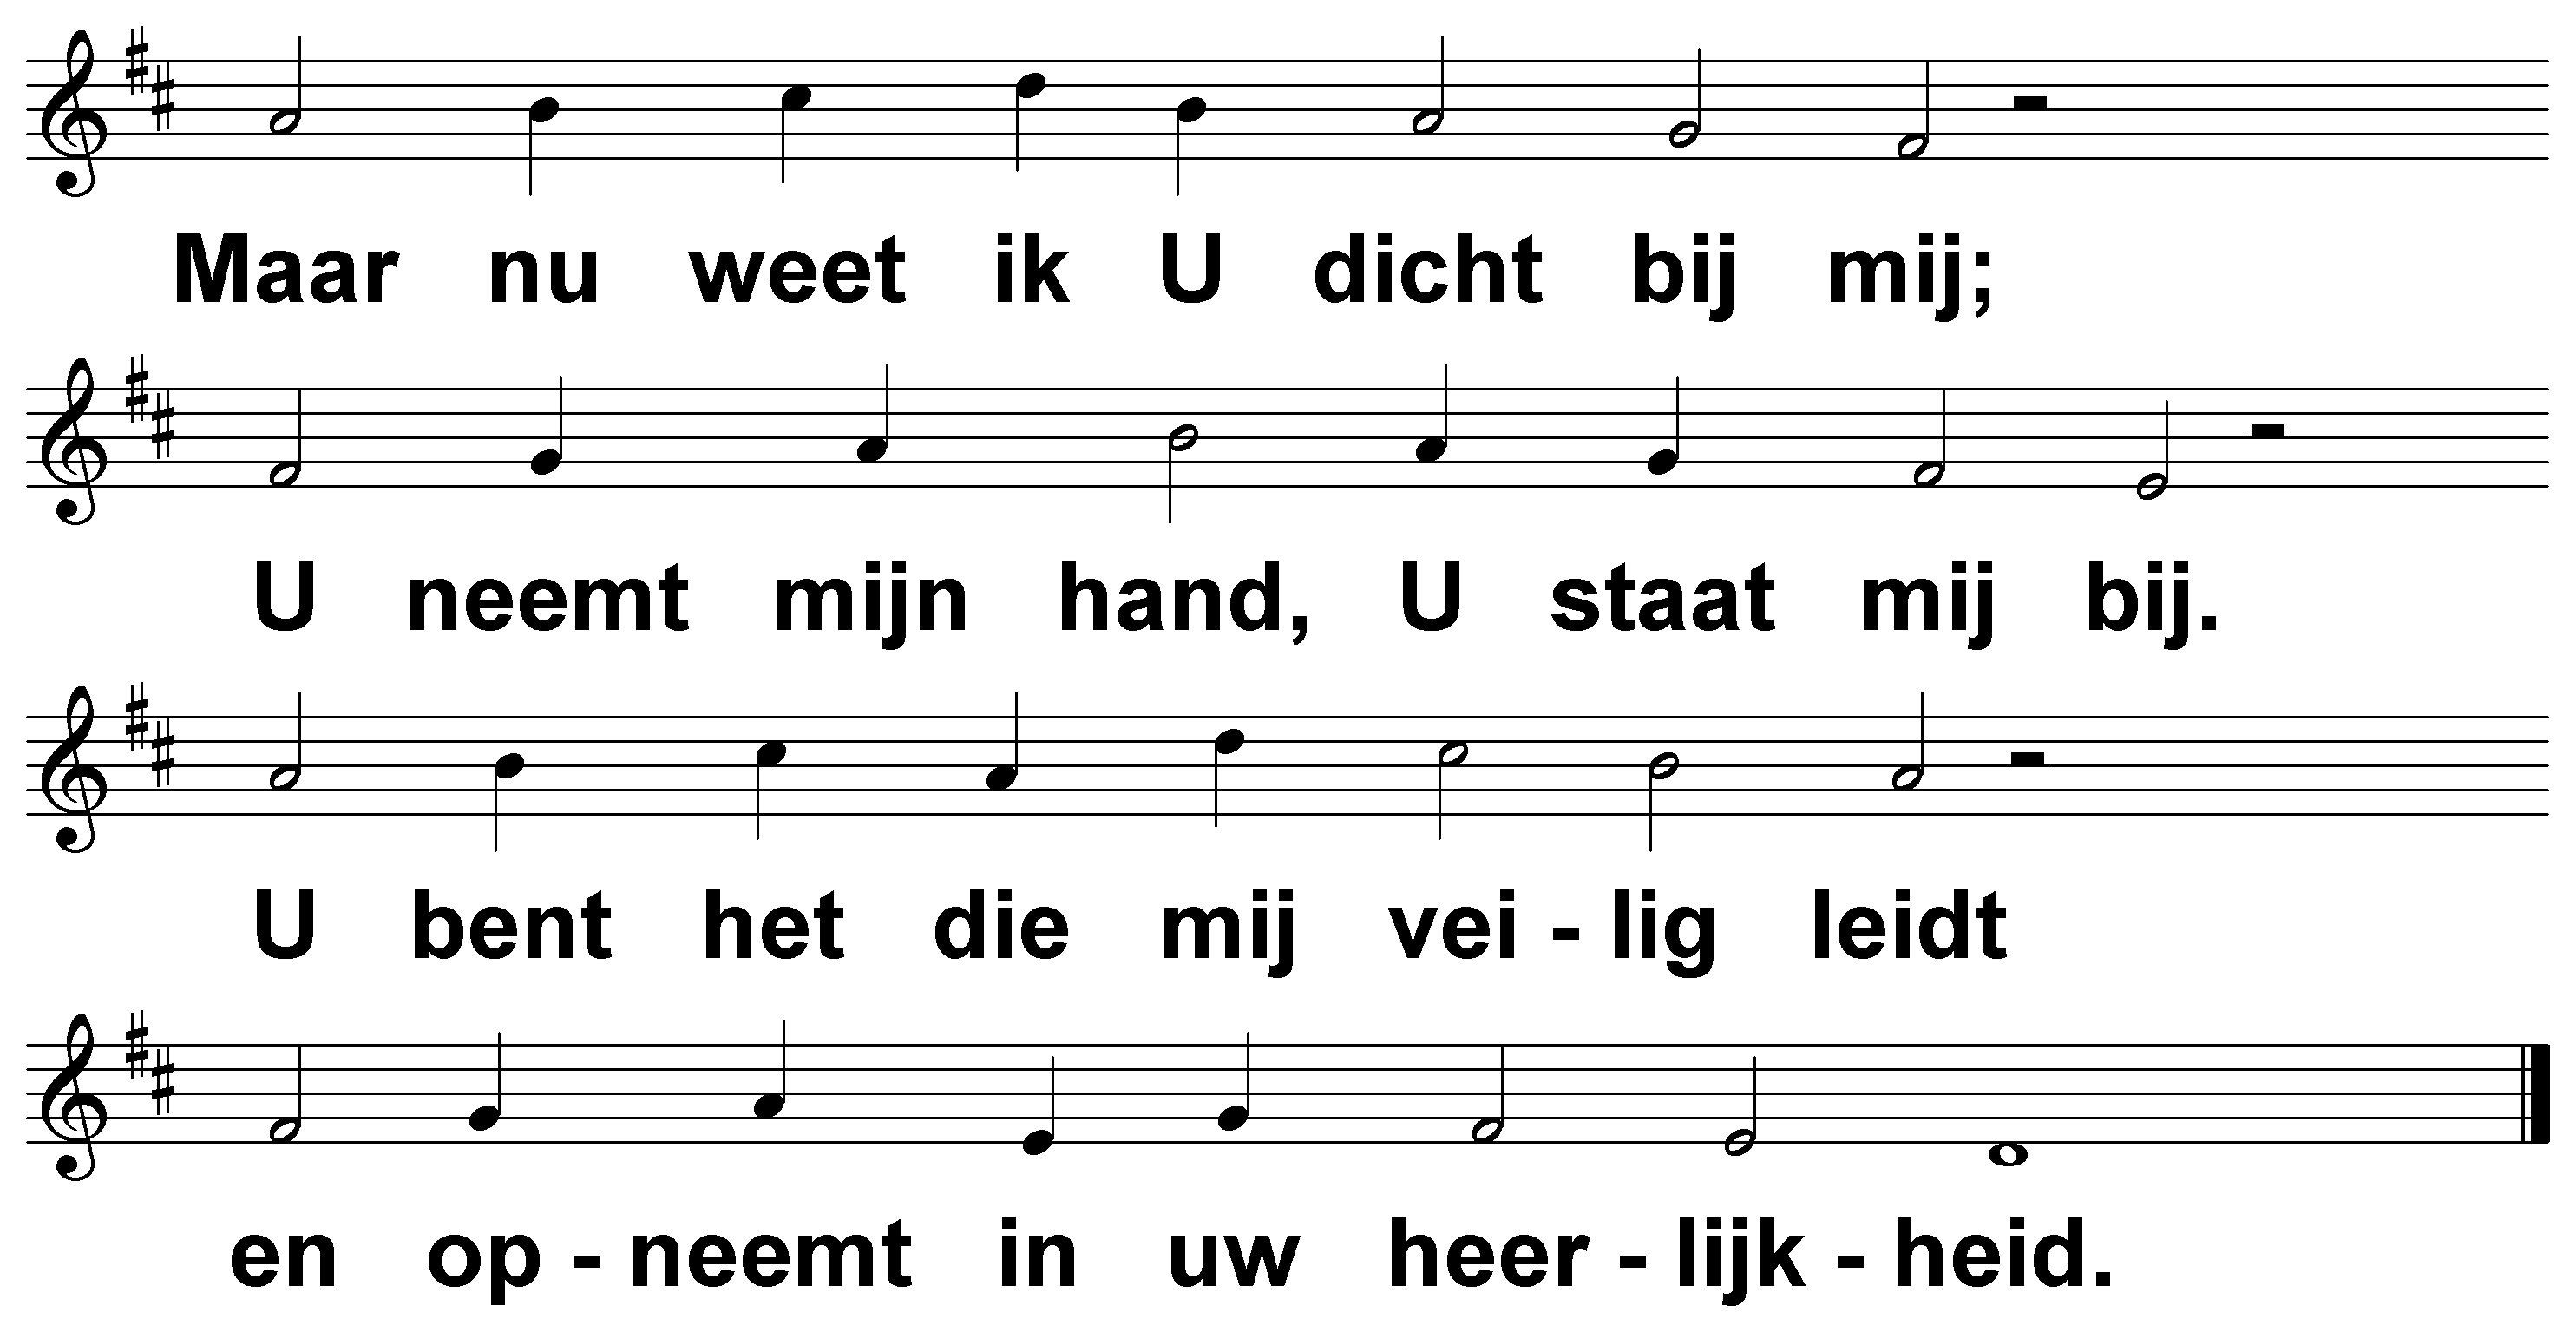 Maar nu weet ik U dicht bij mij;
U neemt mijn hand, U staat mij bij.
U bent het die mij vei - lig leidt
en op - neemt in uw heer - lijk - heid.